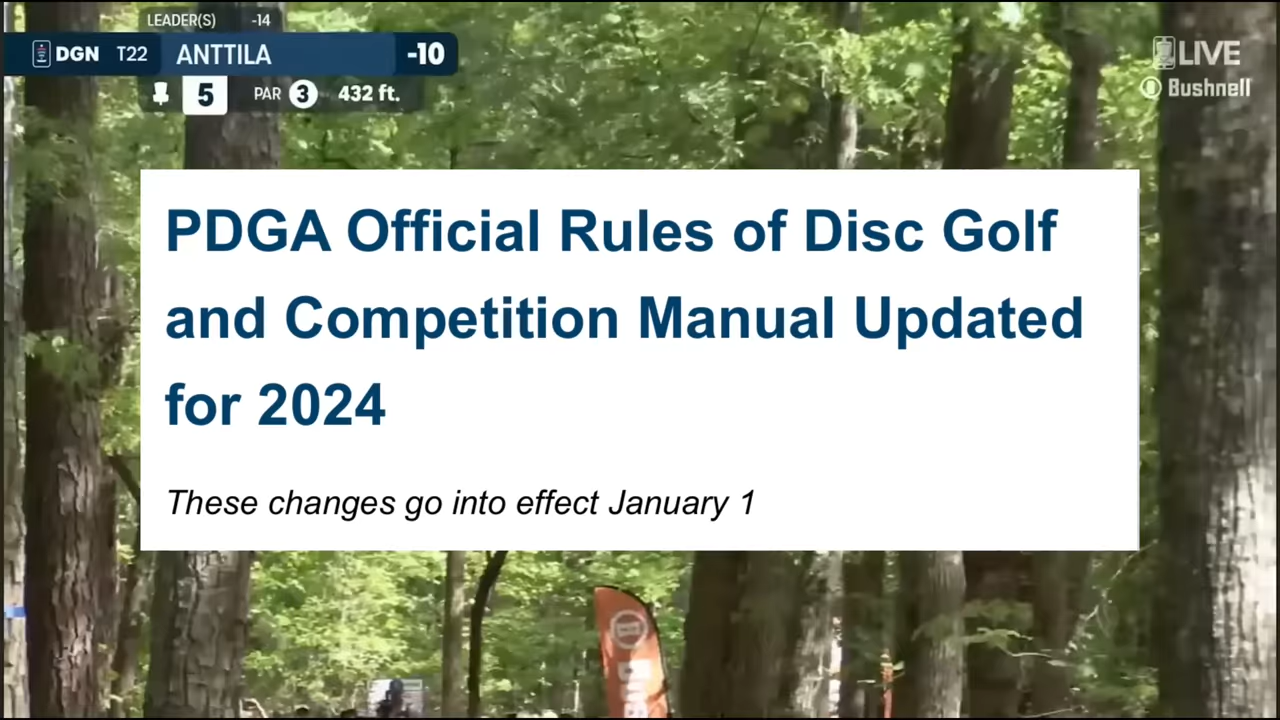 LEADER(S) -14
DGN T22 ANTTILA -10
5 PAR 3 432 ft.
LIVE
Bushnell
PDGA Official Rules of Disc Golf
and Competition Manual Updated
for 2024
These changes go into effect January 1